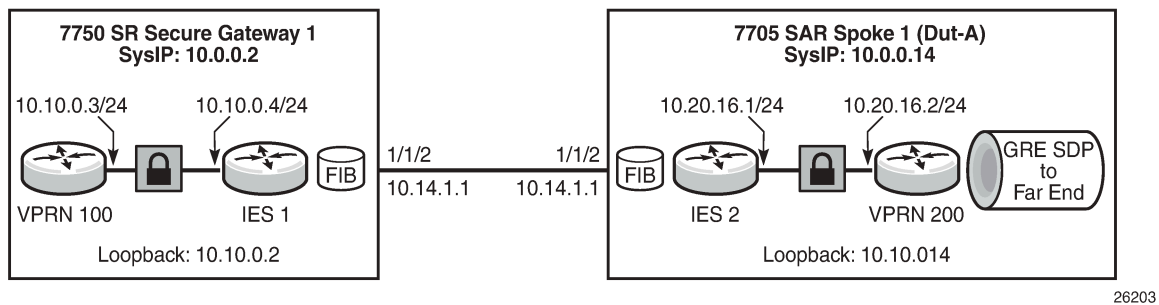 7750 SR Secure Gateway 1
SysIP: 10.0.0.2
10.10.0.3/24
10.10.0.4/24
VPRN 100
IES 1
FIB
Loopback: 10.10.0.2
1/1/2
10.14.1.1
1/1/2
10.14.1.1
7705 SAR Spoke 1 (Dut-A)
SysIP: 10.0.0.14
10.20.16.1/24
10.20.16.2/24
FIB
IES 2
VPRN 200
GRE SDP
to
Far End
Loopback: 10.10.014
26203